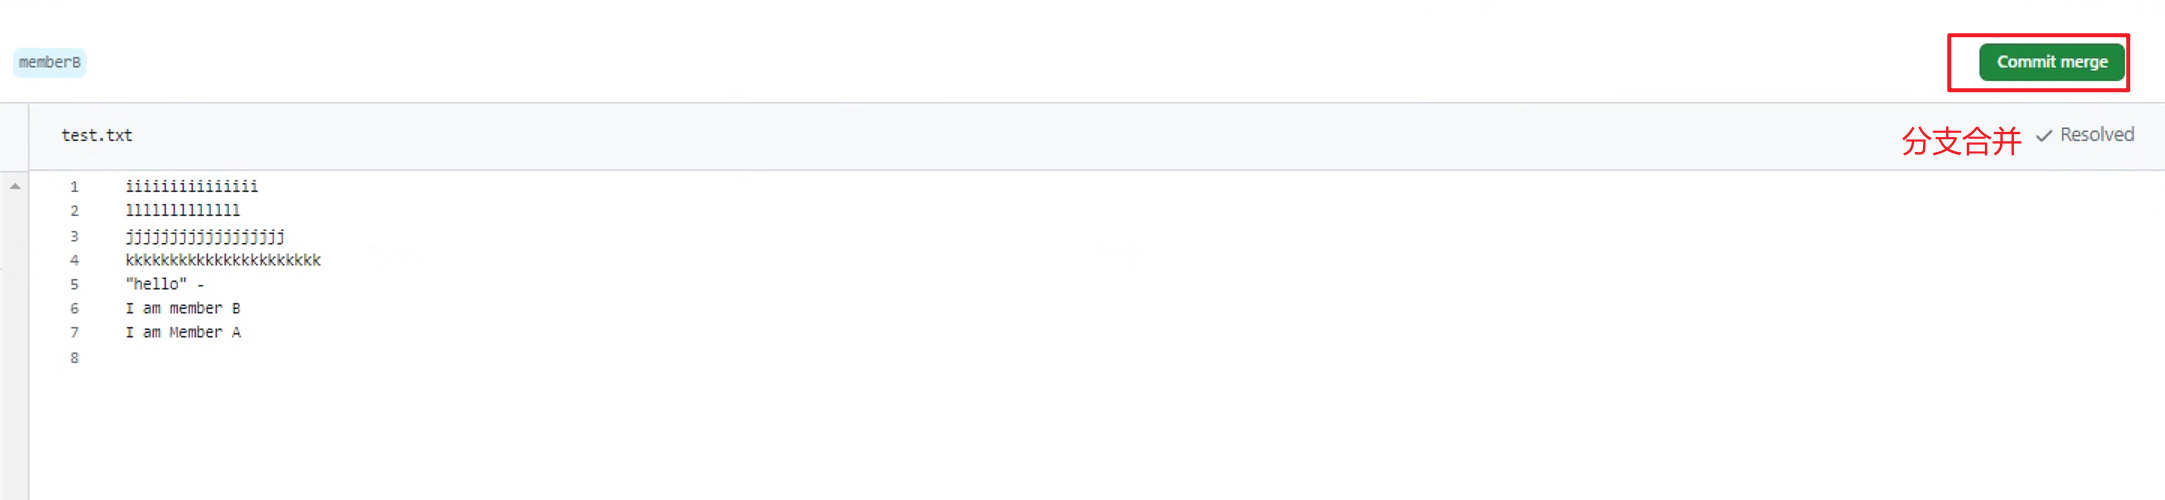 memberB
Commit merge
test.txt
分支合并
Resolved
1 iiiiiiiiiiiiiii
2 lllllllllllll
3 jjjjjjjjjjjjjjjjjj
4 kkkkkkkkkkkkkkkkkkkkkk
5 "hello" -
6 I am member B
7 I am Member A
8